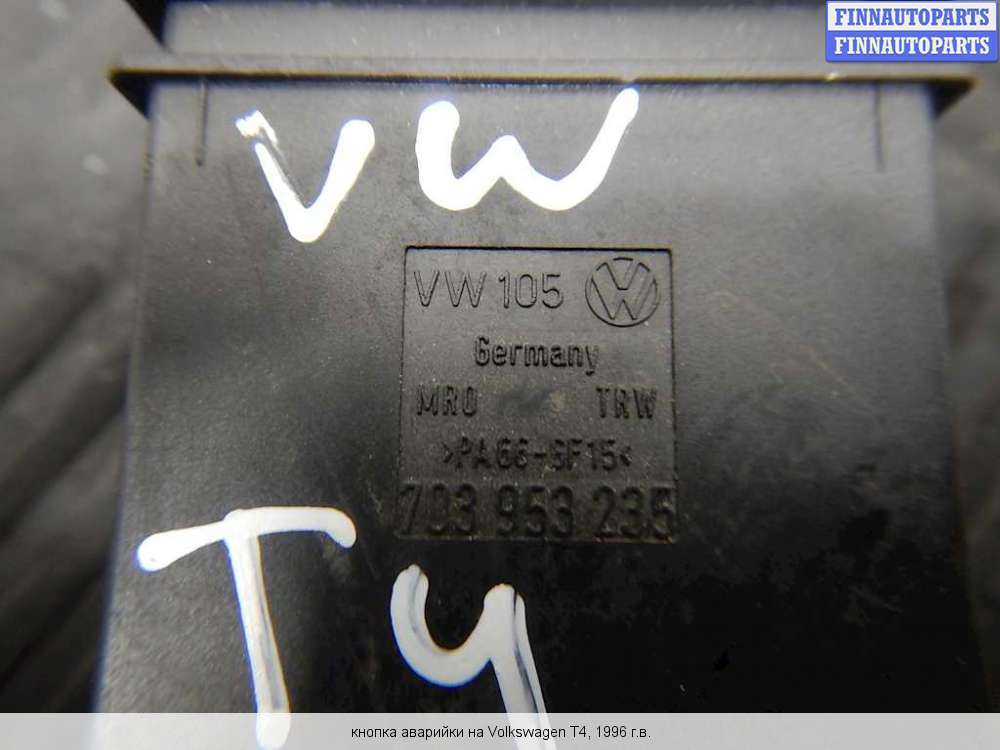 FINNAUTOPARTS
FINNAUTOPARTS
VW
VW 105
Germany
MRO TRW
>PA66-GF15<
703 953 235
T4
кнопка аварийки на Volkswagen T4, 1996 г.в.